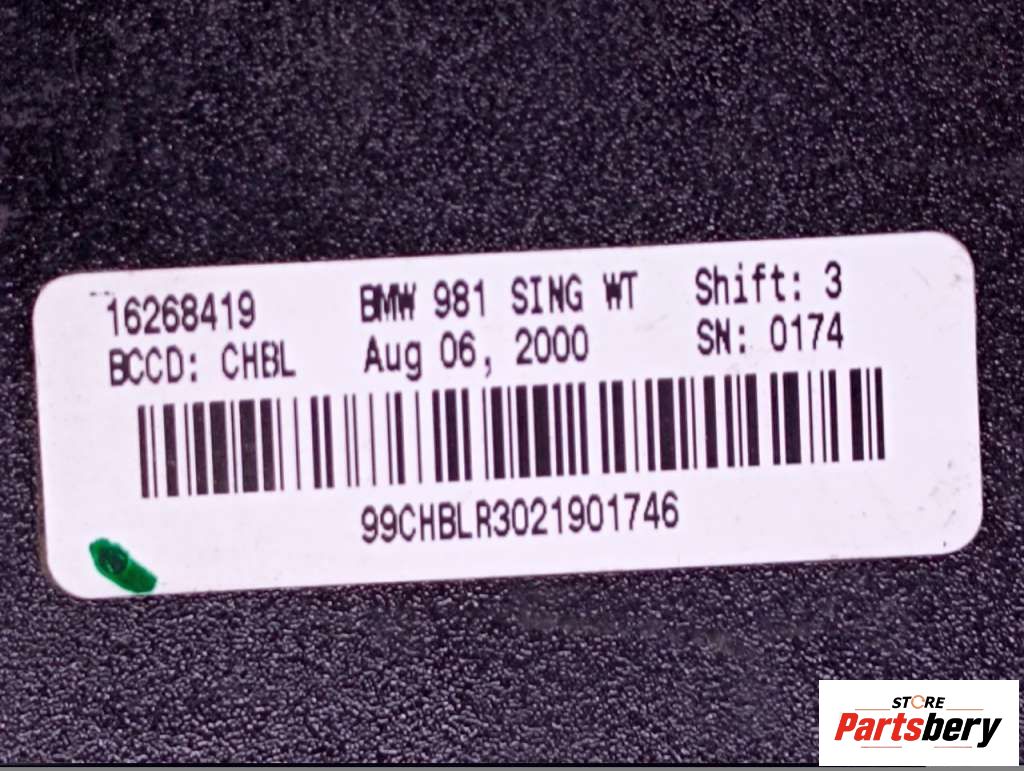 16268419 BMW 981 SING WT Shift: 3
BCCD: CHBL Aug 06, 2000 SN: 0174
99CHBLR3021901746
STORE
Partsbery